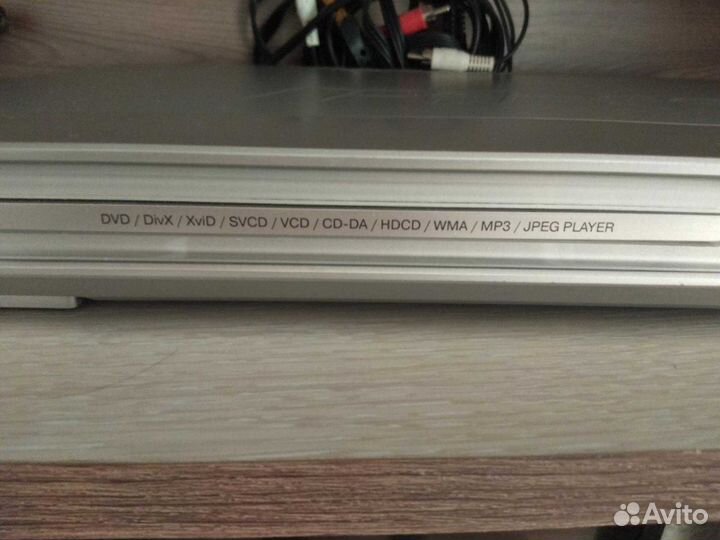 DVD / DivX / XviD / SVCD / VCD / CD-DA / HDCD / WMA / MP3 / JPEG PLAYER
Avito